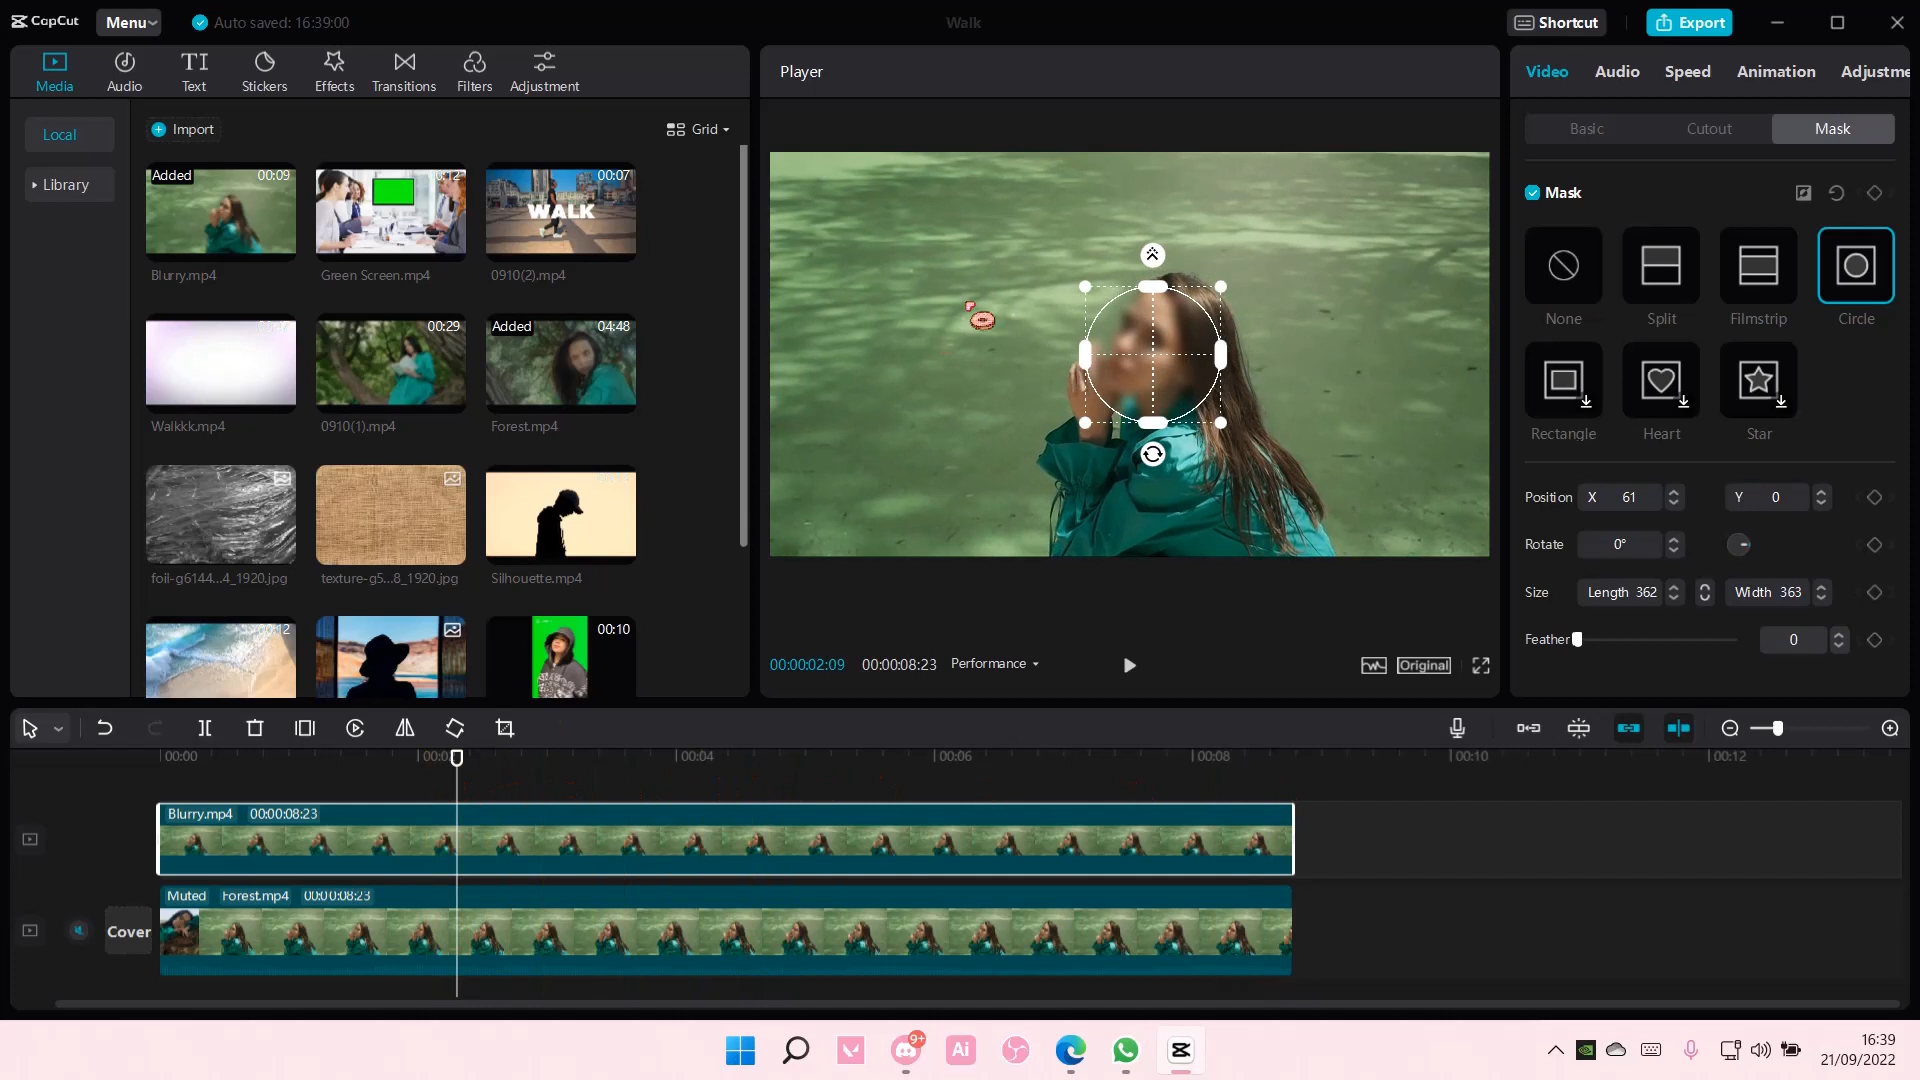 CapCut
Menu
Auto saved: 16:39:00
Walk
Shortcut
Export
Media
Audio
Text
Stickers
Effects
Transitions
Filters
Adjustment
Local
Library
Import
Grid
Added 00:09
Blurry.mp4
Green Screen.mp4
WALK
00:07
0910(2).mp4
Walkkk.mp4
00:29
0910(1).mp4
Added 04:48
Forest.mp4
foil-g6144...4_1920.jpg
texture-g5...8_1920.jpg
Silhouette.mp4
00:10
Player
00:00:02:09
00:00:08:23
Performance
Original
Video
Audio
Speed
Animation
Adjustme
Basic
Cutout
Mask
Mask
None
Split
Filmstrip
Circle
Rectangle
Heart
Star
Position X 61 Y 0
Rotate 0°
Size Length 362 Width 363
Feather 0
00:00
00:04
00:06
00:08
00:10
00:12
Blurry.mp4 00:00:08:23
Muted Forest.mp4 00:00:08:23
Cover
9+
Ai
16:39
21/09/2022